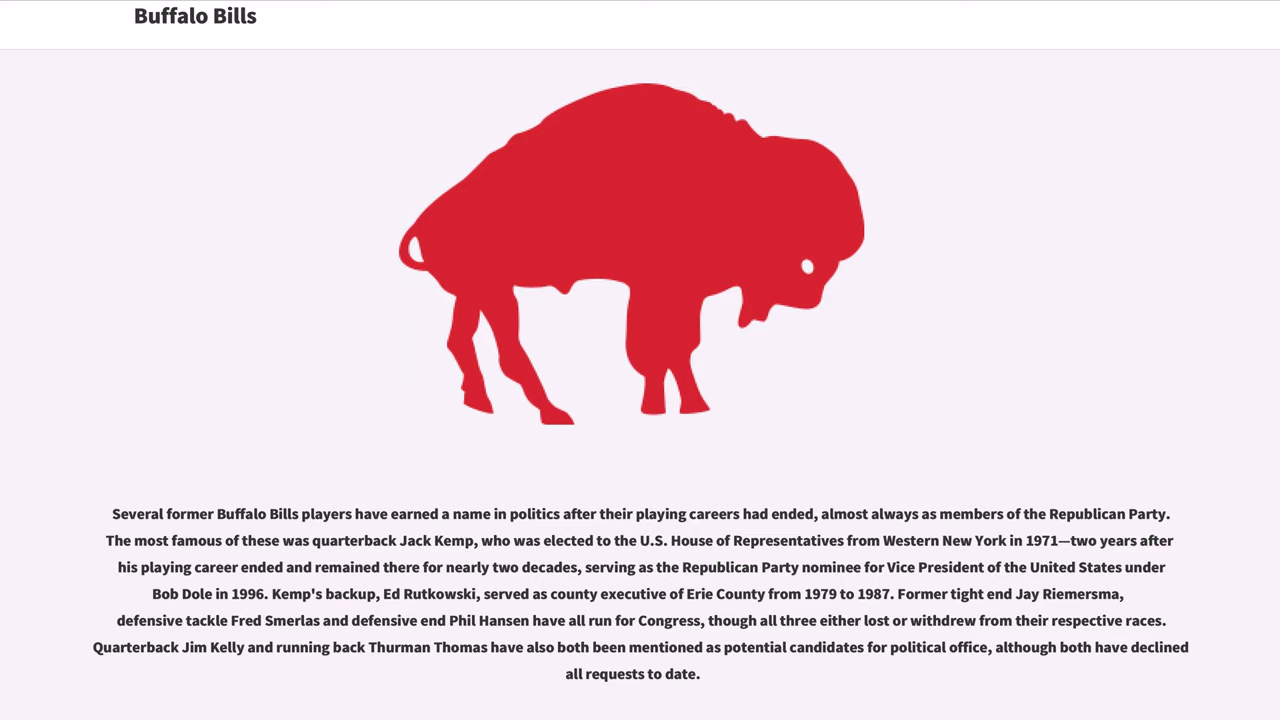 Buffalo Bills
Several former Buffalo Bills players have earned a name in politics after their playing careers had ended, almost always as members of the Republican Party.
The most famous of these was quarterback Jack Kemp, who was elected to the U.S. House of Representatives from Western New York in 1971—two years after
his playing career ended and remained there for nearly two decades, serving as the Republican Party nominee for Vice President of the United States under
Bob Dole in 1996. Kemp's backup, Ed Rutkowski, served as county executive of Erie County from 1979 to 1987. Former tight end Jay Riemersma,
defensive tackle Fred Smerlas and defensive end Phil Hansen have all run for Congress, though all three either lost or withdrew from their respective races.
Quarterback Jim Kelly and running back Thurman Thomas have also both been mentioned as potential candidates for political office, although both have declined
all requests to date.